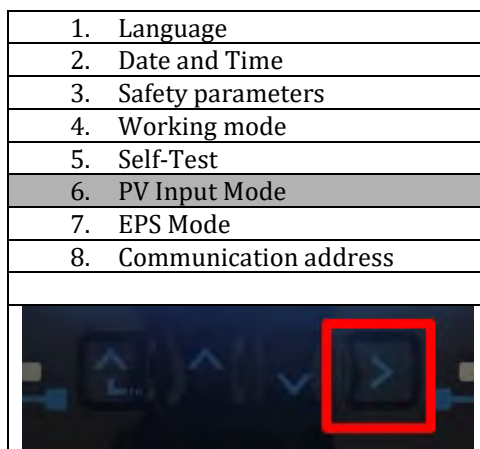 1. Language
2. Date and Time
3. Safety parameters
4. Working mode
5. Self-Test
6. PV Input Mode
7. EPS Mode
8. Communication address